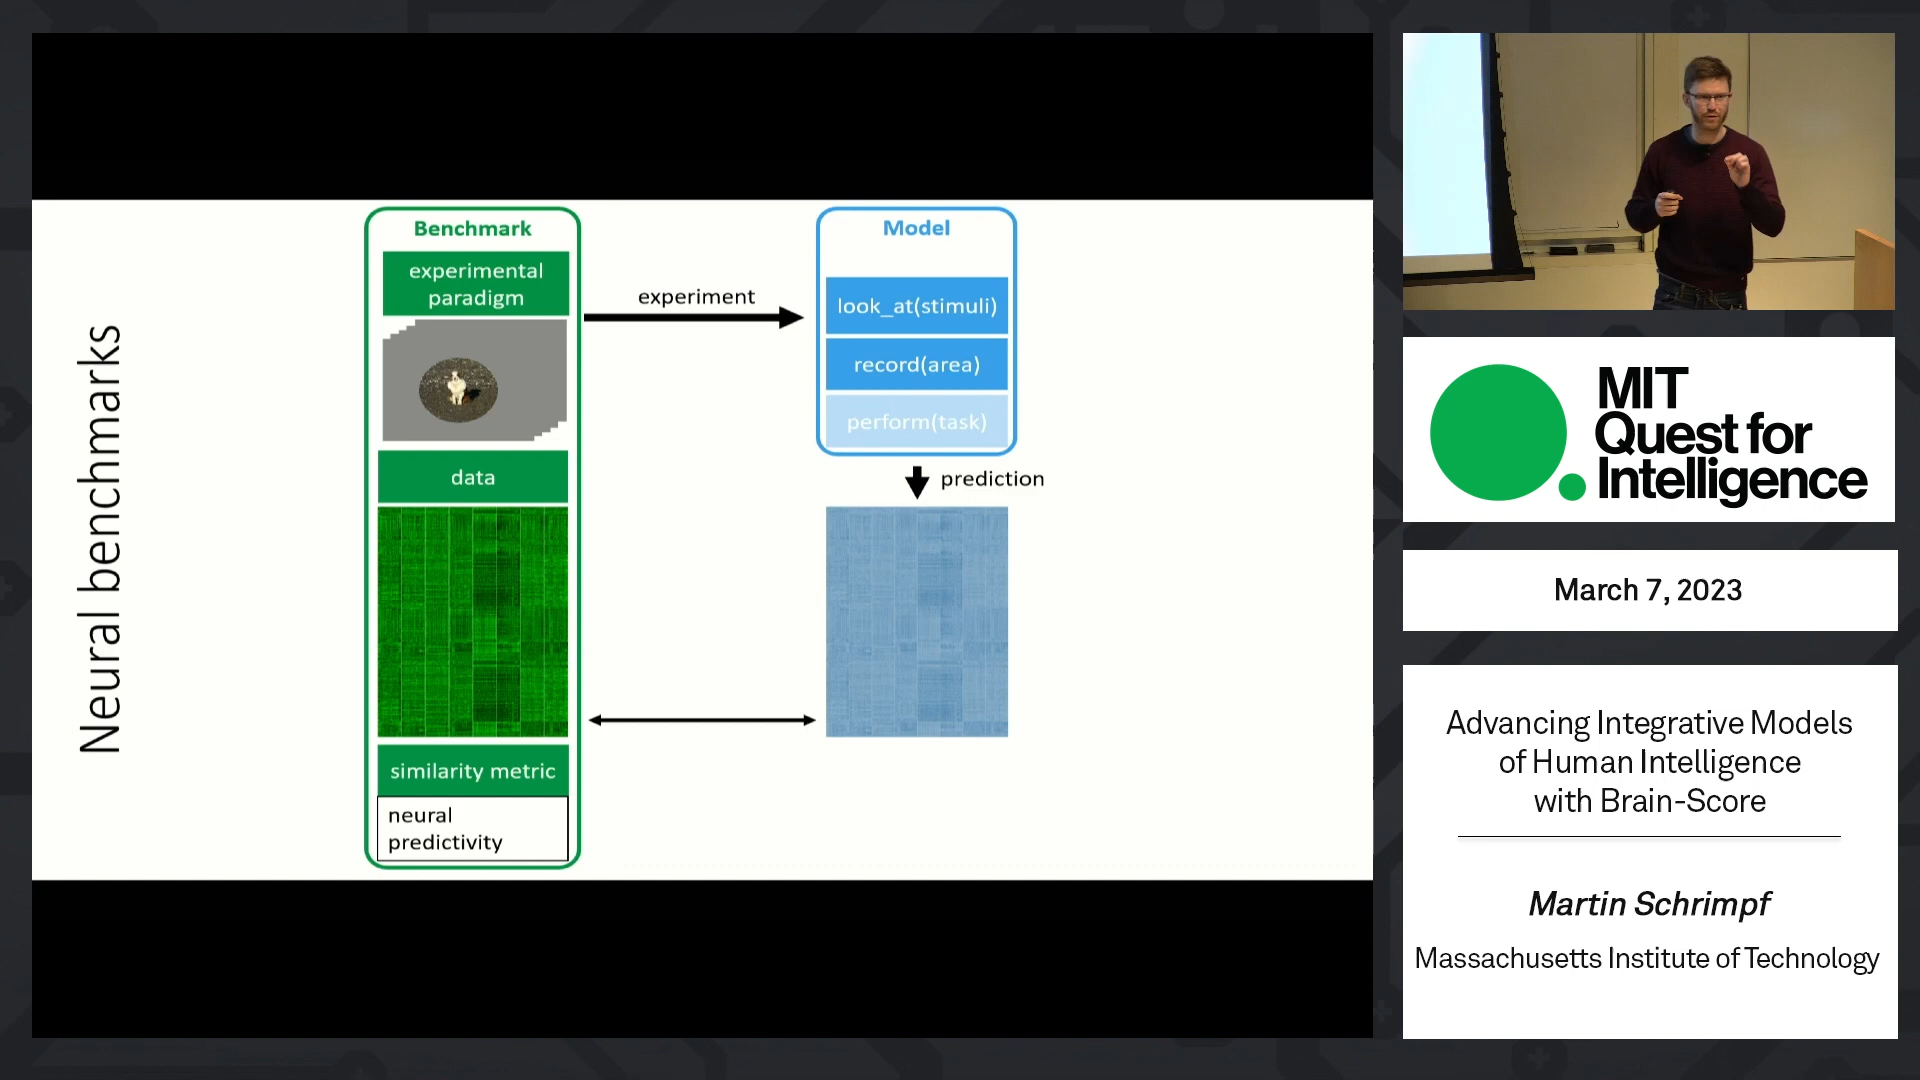 Neural benchmarks
Benchmark
experimental
paradigm
data
similarity metric
neural
predictivity
experiment
Model
look_at(stimuli)
record(area)
perform(task)
prediction
MIT
Quest for
Intelligence
March 7, 2023
Advancing Integrative Models
of Human Intelligence
with Brain-Score
Martin Schrimpf
Massachusetts Institute of Technology